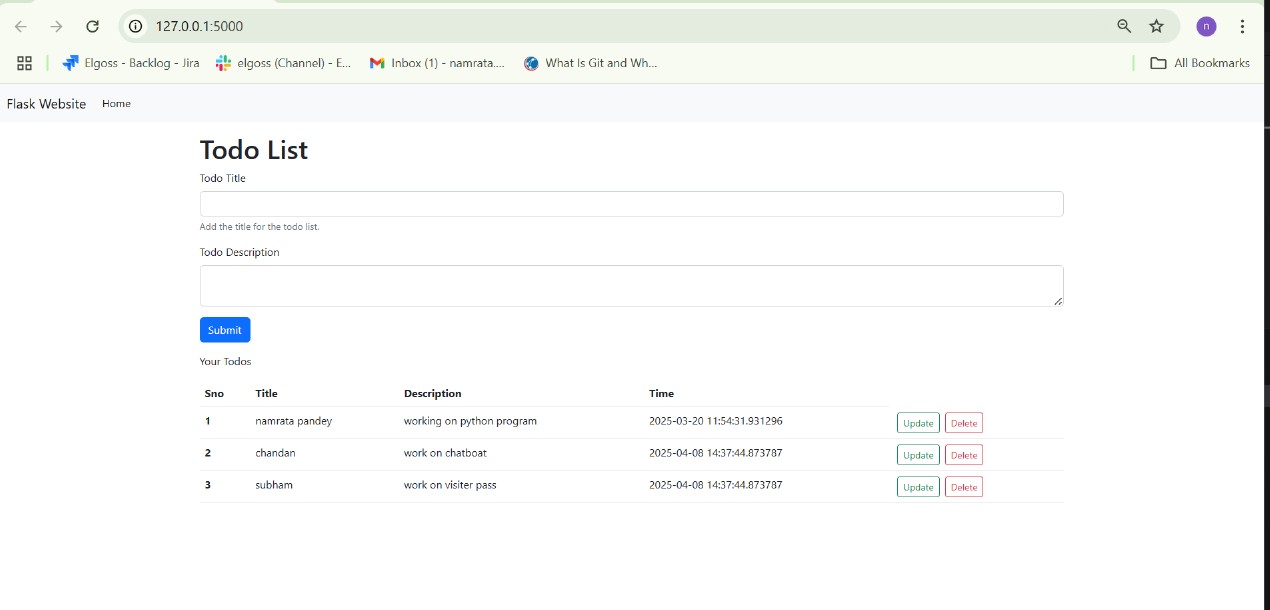 127.0.0.1:5000
n
Elgoss - Backlog - Jira elgoss (Channel) - E... Inbox (1) - namrata.... What Is Git and Wh... All Bookmarks
Flask Website Home
Todo List
Todo Title
Add the title for the todo list.
Todo Description
Submit
Your Todos
Sno Title Description Time
1 namrata pandey working on python program 2025-03-20 11:54:31.931296 Update Delete
2 chandan work on chatboat 2025-04-08 14:37:44.873787 Update Delete
3 subham work on visiter pass 2025-04-08 14:37:44.873787 Update Delete